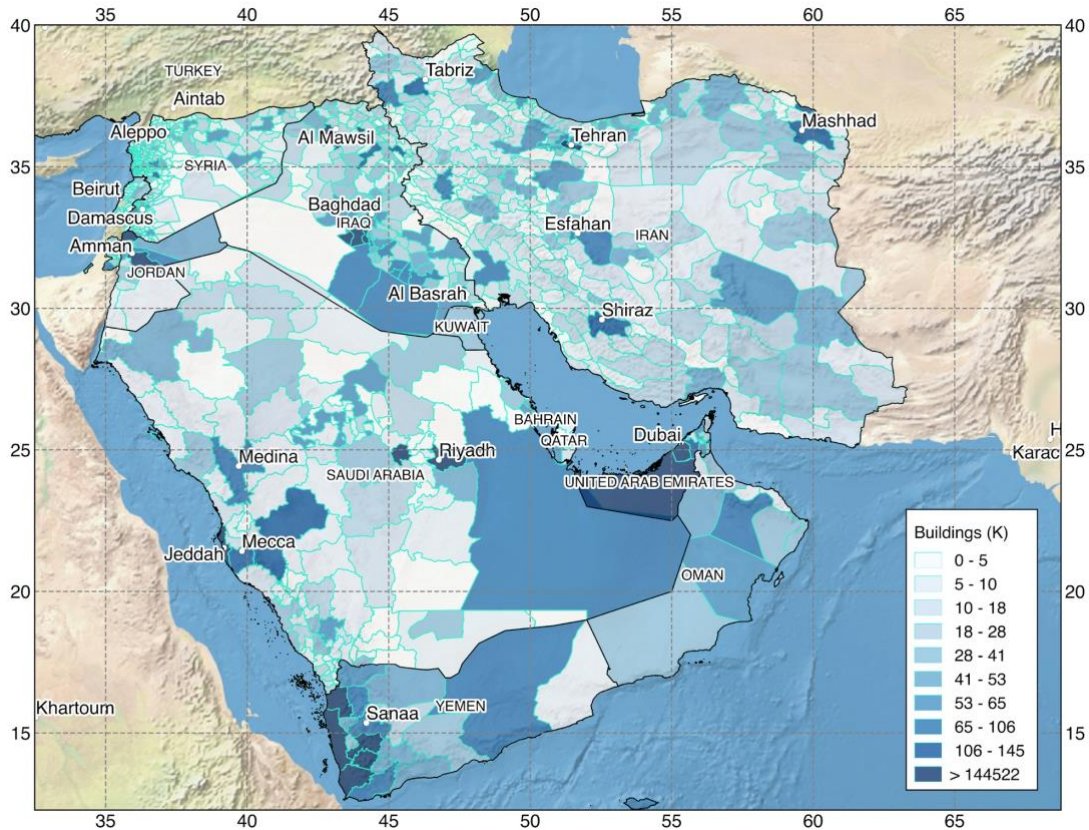 35 40 45 50 55 60 65
40
40
TURKEY
Tabriz
Aintab
Aleppo
Al Mawsil
Tehran
Mashhad
35
SYRIA
35
Beirut
Baghdad
Damascus
IRAQ
Esfahan
IRAN
Amman
JORDAN
Al Basrah
30
KUWAIT
Shiraz
30
BAHRAIN
Dubai
H
25
Medina
Riyadh
QATAR
25
Karac
SAUDI ARABIA
UNITED ARAB EMIRATES
Jeddah
Mecca
OMAN
20
20
Khartoum
Sanaa
YEMEN
15
15
Buildings (K)
0 - 5
5 - 10
10 - 18
18 - 28
28 - 41
41 - 53
53 - 65
65 - 106
106 - 145
> 144522
35 40 45 50 55 60 65